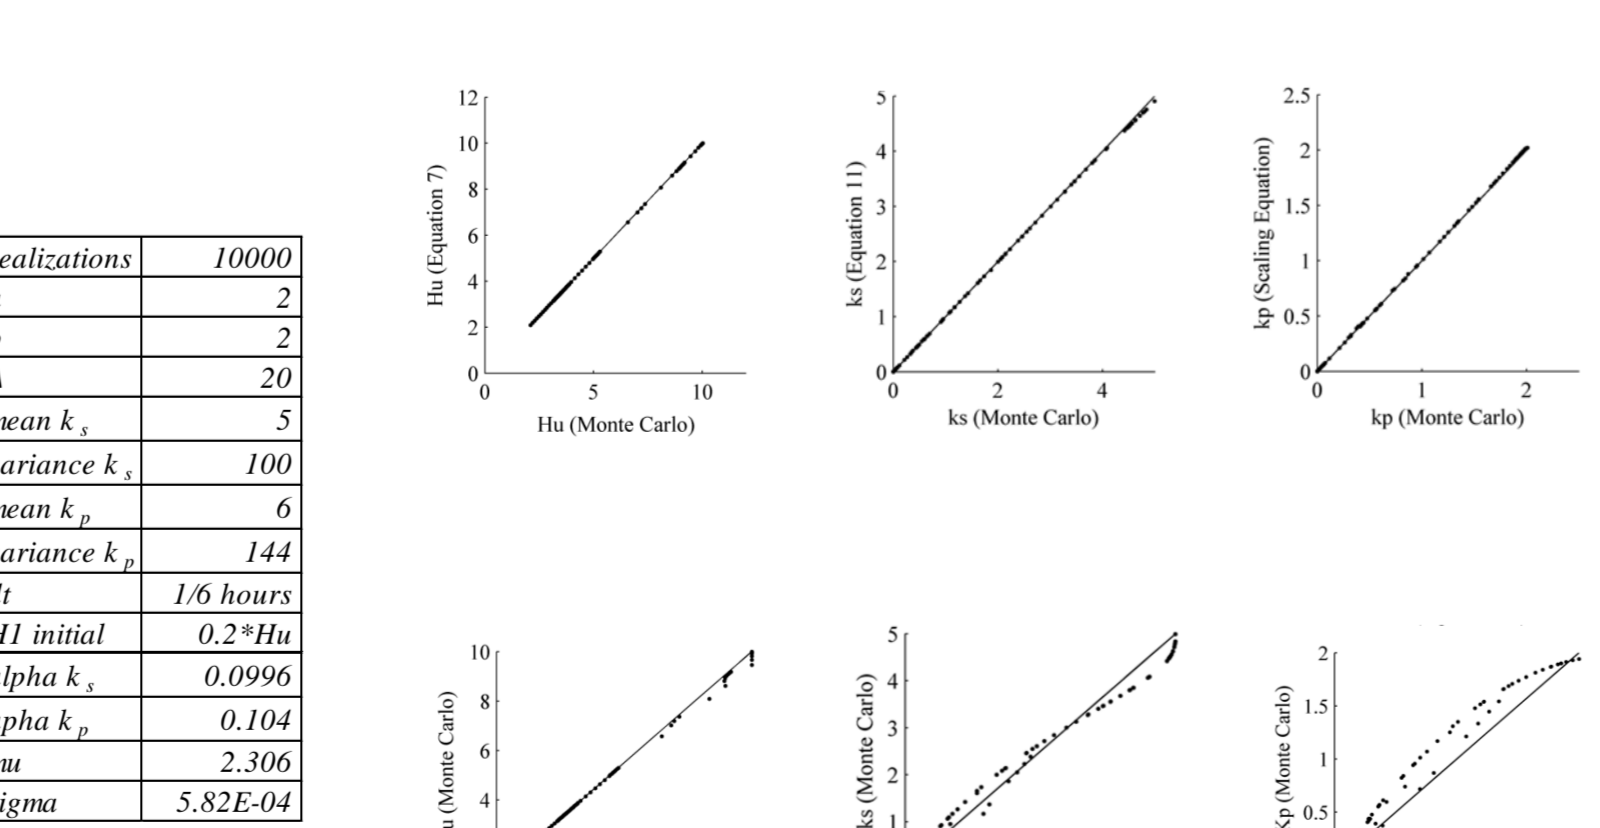 ealizations 10000
2
2
20
ean k s 5
ariance k s 100
ean k p 6
ariance k p 144
lt 1/6 hours
H1 initial 0.2*Hu
lpha k s 0.0996
pha k p 0.104
nu 2.306
igma 5.82E-04
12
10
8
6
4
2
0
0 5 10
Hu (Equation 7)
Hu (Monte Carlo)
5
4
3
2
1
0
0 2 4
ks (Equation 11)
ks (Monte Carlo)
2.5
2
1.5
1
0.5
0
0 1 2
kp (Scaling Equation)
kp (Monte Carlo)
10
8
6
4
u (Monte Carlo)
5
4
3
2
1
ks (Monte Carlo)
2
1.5
1
0.5
Kp (Monte Carlo)